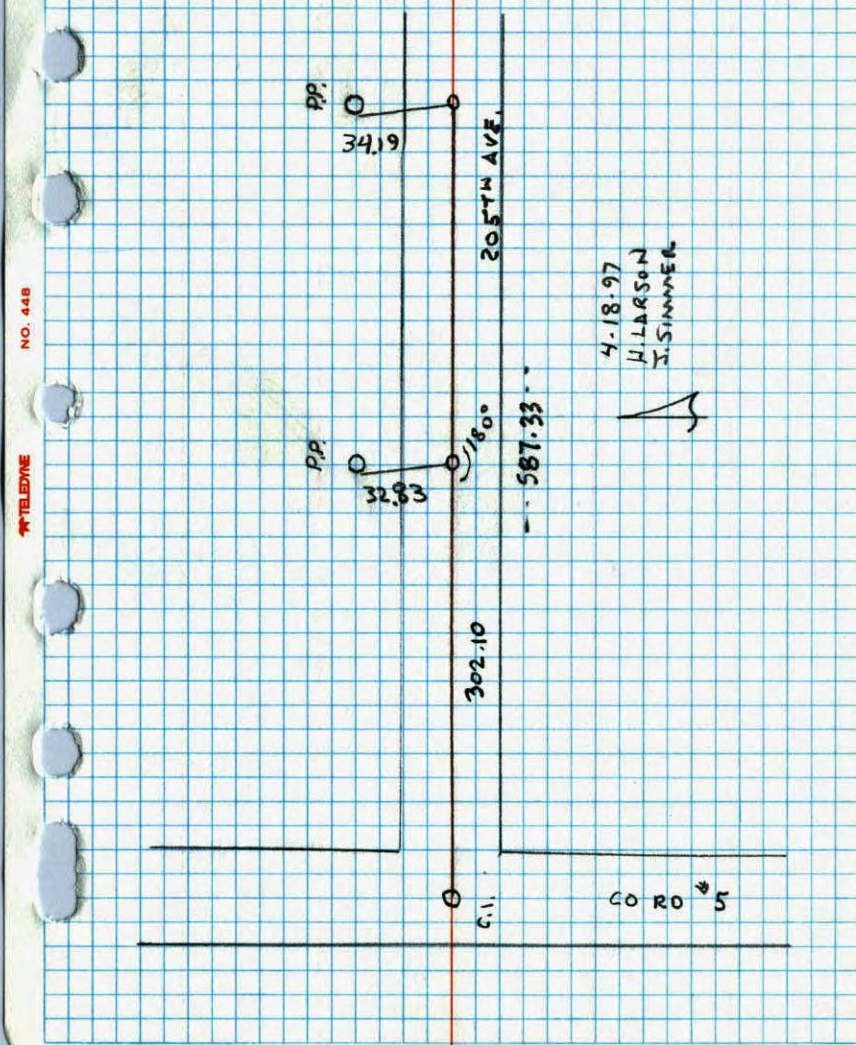 P.P.
34.19
205TH AVE.
4-18-97
H. LARSON
J. SIMMER
P.P.
32.83
180°
587.33
302.10
C.I.
CO RD #5
NO. 448
TELEDYNE